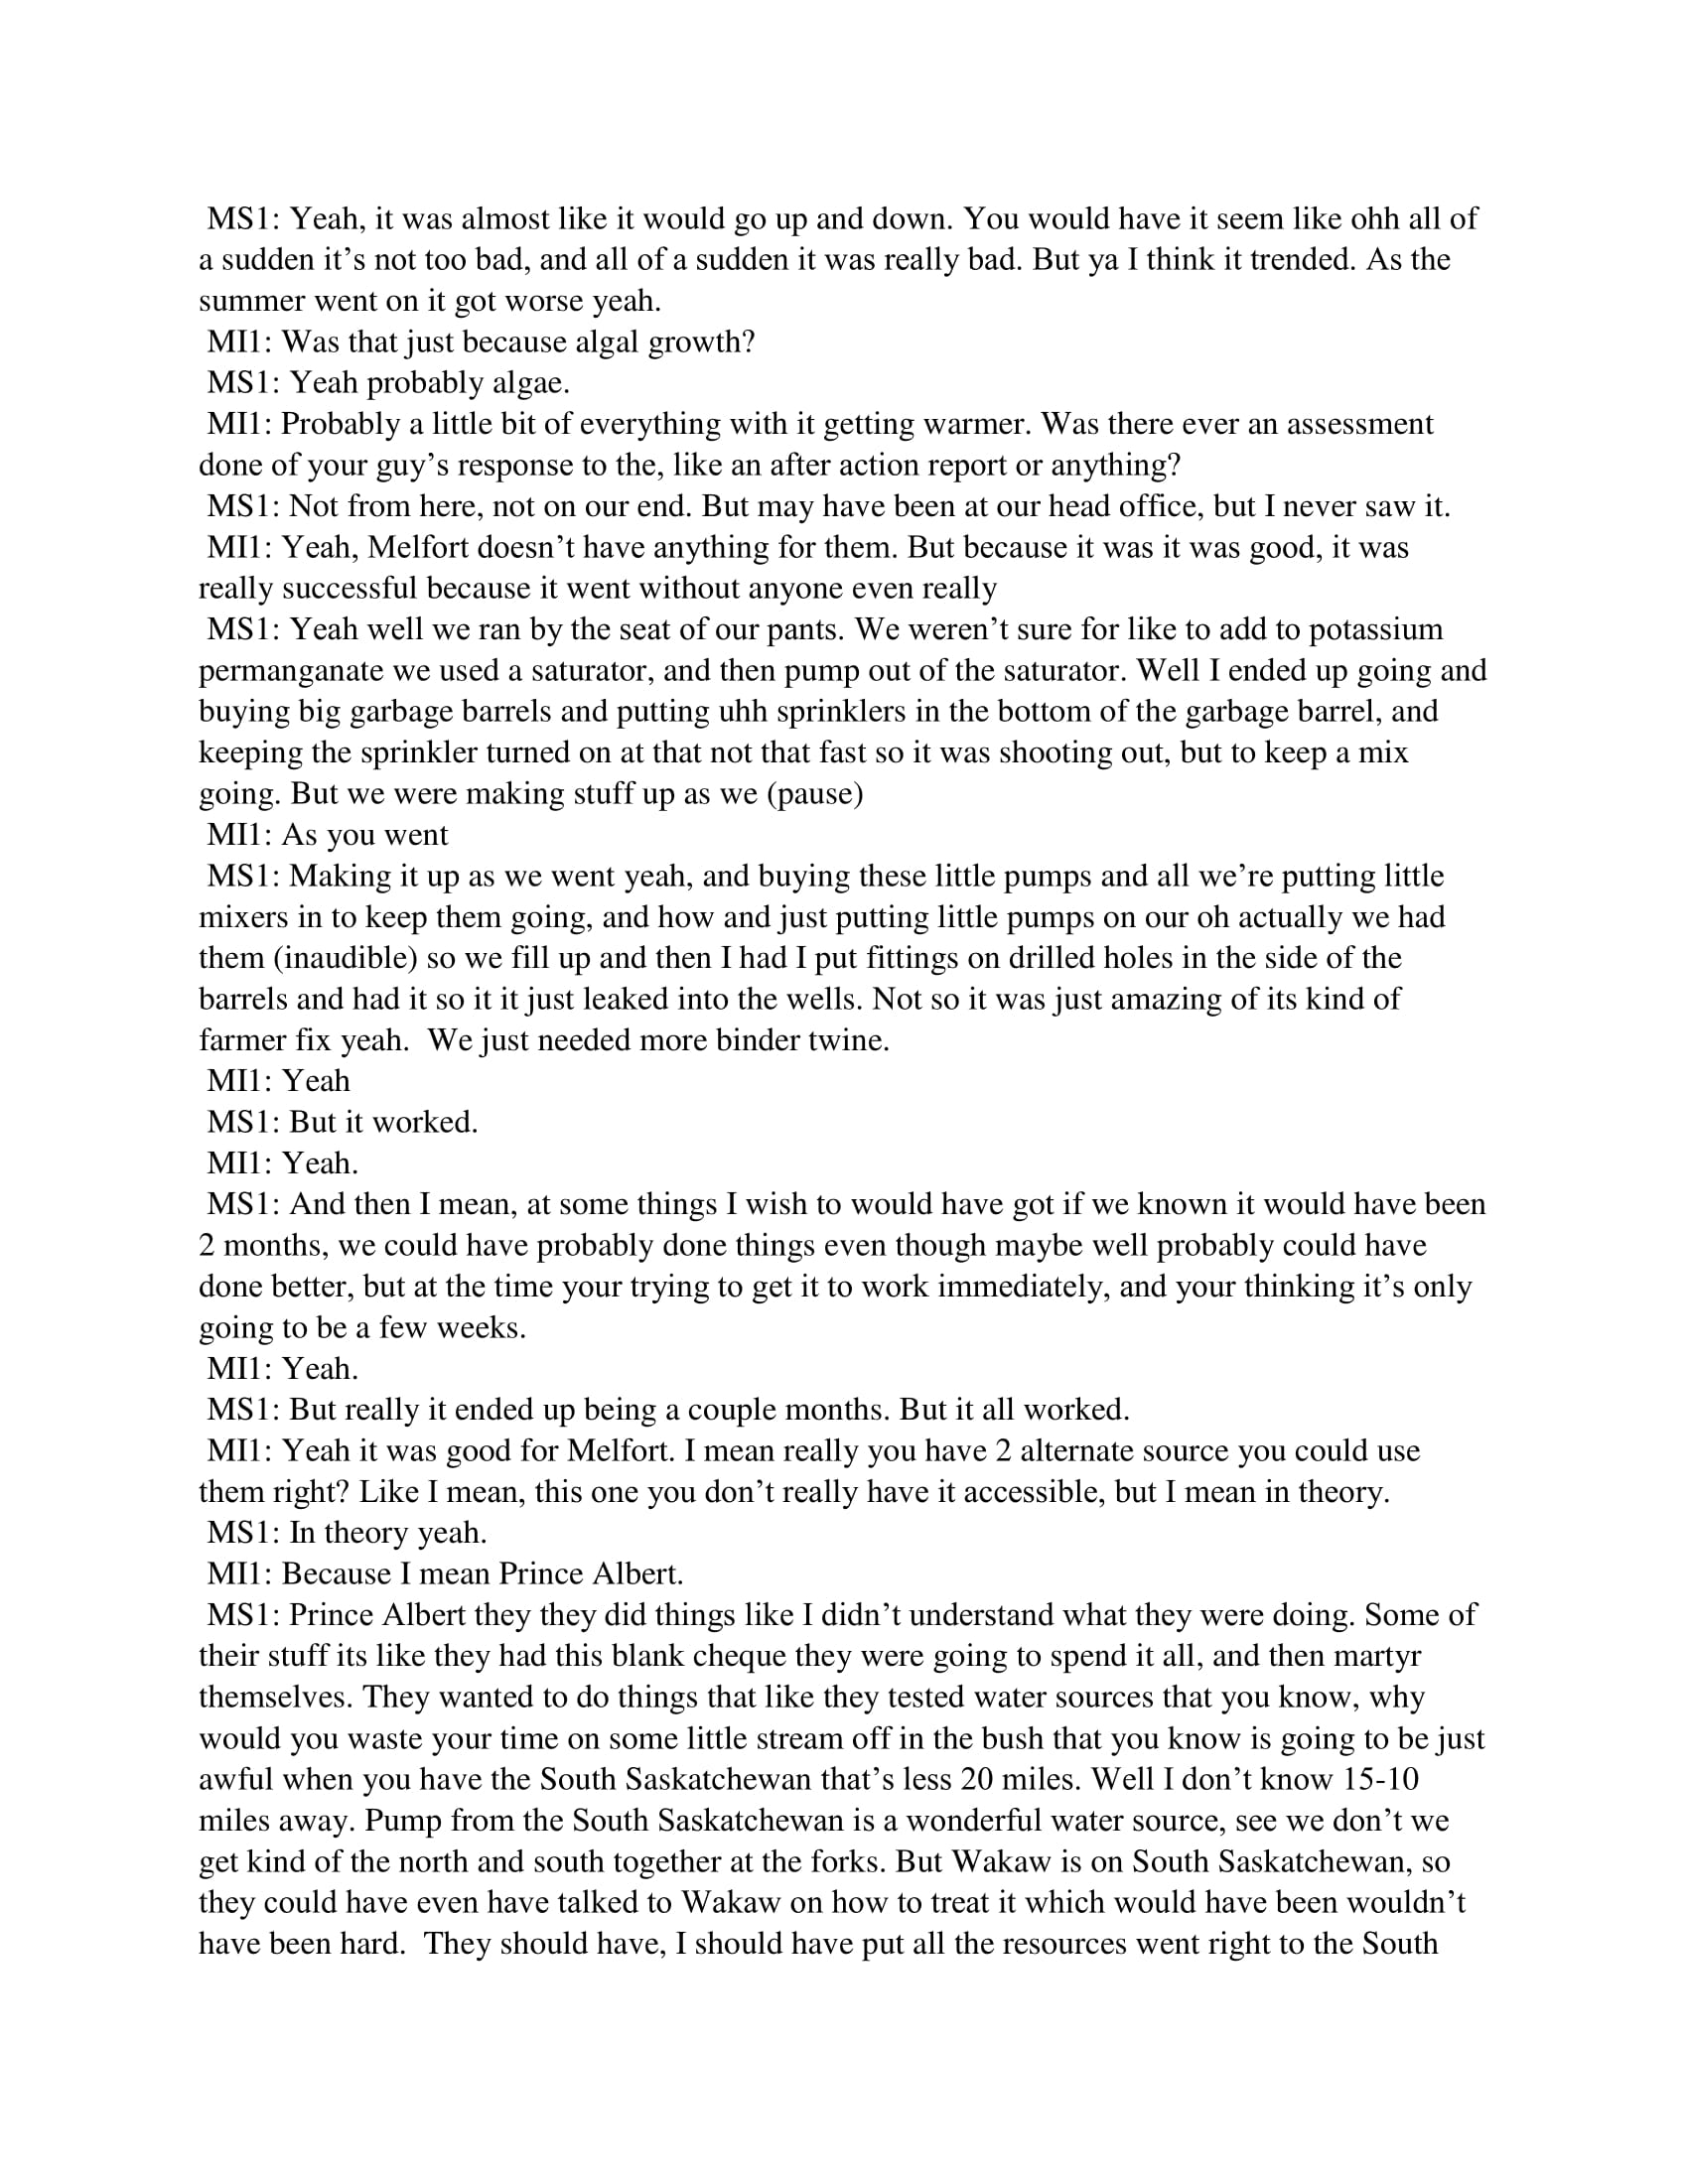 MS1: Yeah, it was almost like it would go up and down. You would have it seem like ohh all of
a sudden it’s not too bad, and all of a sudden it was really bad. But ya I think it trended. As the
summer went on it got worse yeah.
MI1: Was that just because algal growth?
MS1: Yeah probably algae.
MI1: Probably a little bit of everything with it getting warmer. Was there ever an assessment
done of your guy’s response to the, like an after action report or anything?
MS1: Not from here, not on our end. But may have been at our head office, but I never saw it.
MI1: Yeah, Melfort doesn’t have anything for them. But because it was it was good, it was
really successful because it went without anyone even really
MS1: Yeah well we ran by the seat of our pants. We weren’t sure for like to add to potassium
permanganate we used a saturator, and then pump out of the saturator. Well I ended up going and
buying big garbage barrels and putting uhh sprinklers in the bottom of the garbage barrel, and
keeping the sprinkler turned on at that not that fast so it was shooting out, but to keep a mix
going. But we were making stuff up as we (pause)
MI1: As you went
MS1: Making it up as we went yeah, and buying these little pumps and all we’re putting little
mixers in to keep them going, and how and just putting little pumps on our oh actually we had
them (inaudible) so we fill up and then I had I put fittings on drilled holes in the side of the
barrels and had it so it it just leaked into the wells. Not so it was just amazing of its kind of
farmer fix yeah.  We just needed more binder twine.
MI1: Yeah
MS1: But it worked.
MI1: Yeah.
MS1: And then I mean, at some things I wish to would have got if we known it would have been
2 months, we could have probably done things even though maybe well probably could have
done better, but at the time your trying to get it to work immediately, and your thinking it’s only
going to be a few weeks.
MI1: Yeah.
MS1: But really it ended up being a couple months. But it all worked.
MI1: Yeah it was good for Melfort. I mean really you have 2 alternate source you could use
them right? Like I mean, this one you don’t really have it accessible, but I mean in theory.
MS1: In theory yeah.
MI1: Because I mean Prince Albert.
MS1: Prince Albert they they did things like I didn’t understand what they were doing. Some of
their stuff its like they had this blank cheque they were going to spend it all, and then martyr
themselves. They wanted to do things that like they tested water sources that you know, why
would you waste your time on some little stream off in the bush that you know is going to be just
awful when you have the South Saskatchewan that’s less 20 miles. Well I don’t know 15-10
miles away. Pump from the South Saskatchewan is a wonderful water source, see we don’t we
get kind of the north and south together at the forks. But Wakaw is on South Saskatchewan, so
they could have even have talked to Wakaw on how to treat it which would have been wouldn’t
have been hard.  They should have, I should have put all the resources went right to the South